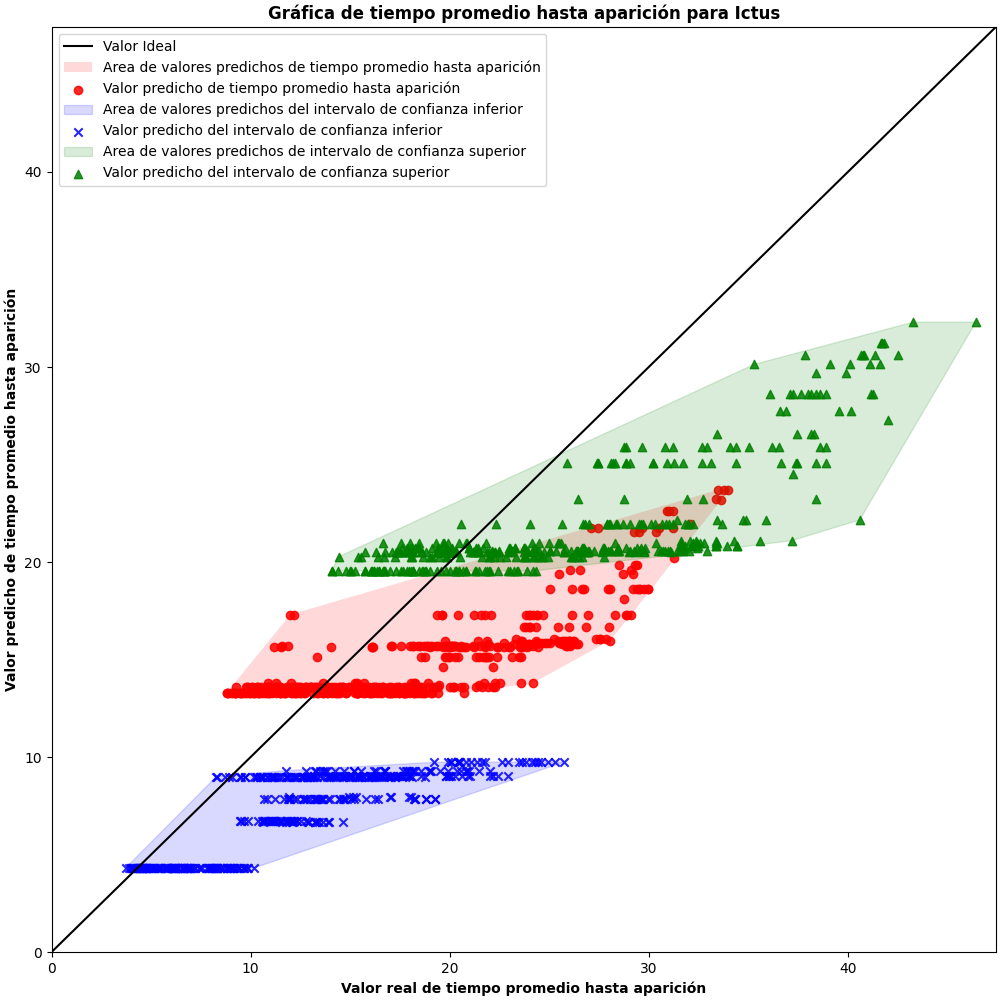 Gráfica de tiempo promedio hasta aparición para Ictus
Valor Ideal
Area de valores predichos de tiempo promedio hasta aparición
Valor predicho de tiempo promedio hasta aparición
Area de valores predichos del intervalo de confianza inferior
Valor predicho del intervalo de confianza inferior
Area de valores predichos de intervalo de confianza superior
Valor predicho del intervalo de confianza superior
Valor predicho de tiempo promedio hasta aparición
40
30
20
10
0
0 10 20 30 40
Valor real de tiempo promedio hasta aparición